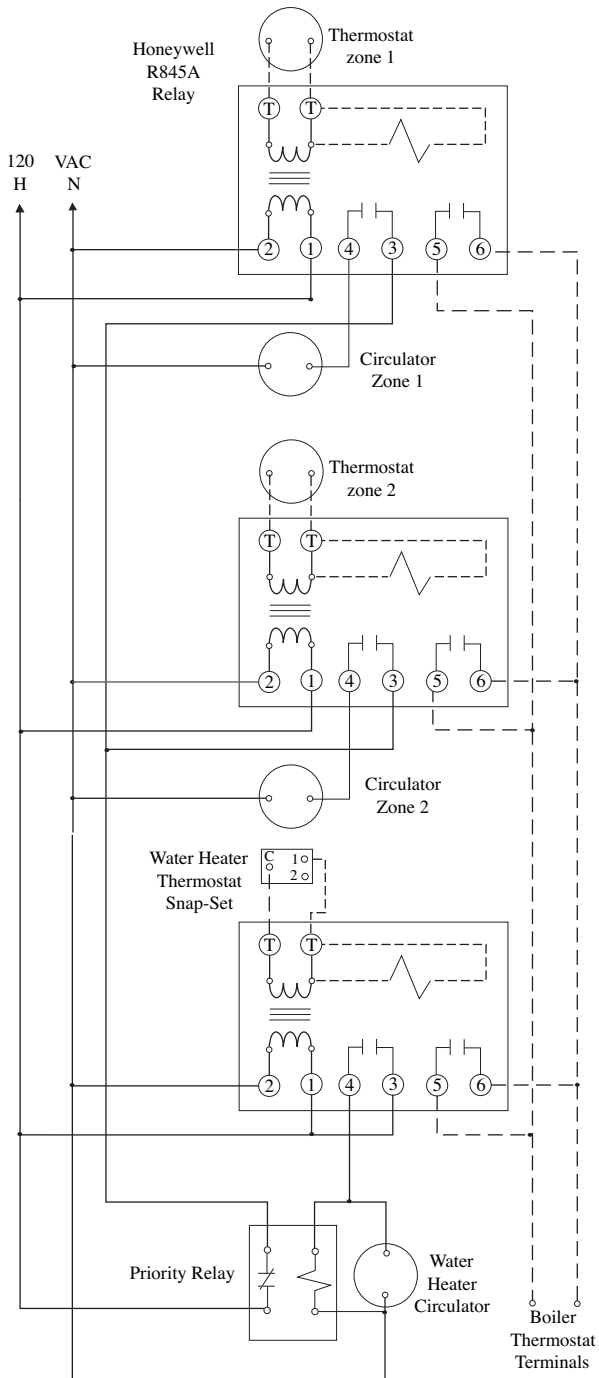 Honeywell
R845A
Relay
Thermostat
zone 1
T T
120 VAC
H N
2 1 4 3 5 6
Circulator
Zone 1
Thermostat
zone 2
T T
2 1 4 3 5 6
Circulator
Zone 2
Water Heater
Thermostat
Snap-Set
C 1
2
T T
2 1 4 3 5 6
Priority Relay
Water
Heater
Circulator
Boiler
Thermostat
Terminals